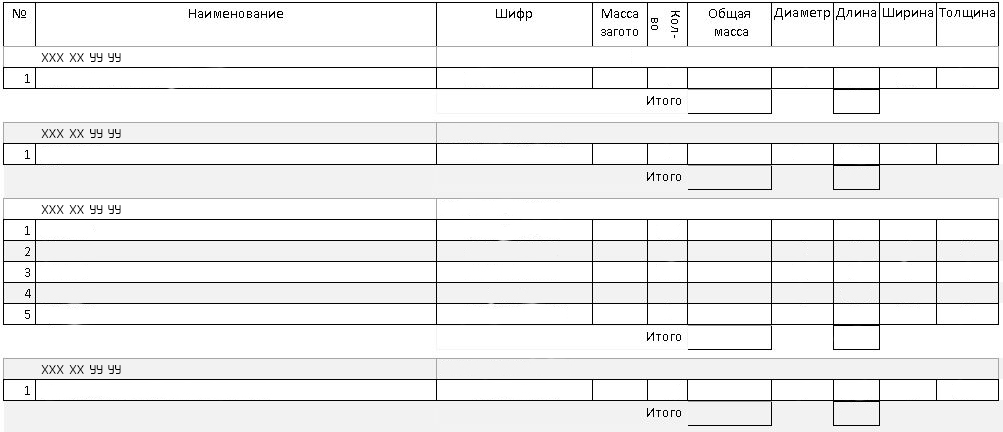 № Наименование Шифр Масса загото Кол-во Общая масса Диаметр Длина Ширина Толщина
XXX XX yy yy
1
Итого
XXX XX yy yy
1
Итого
XXX XX yy yy
1
2
3
4
5
Итого
XXX XX yy yy
1
Итого